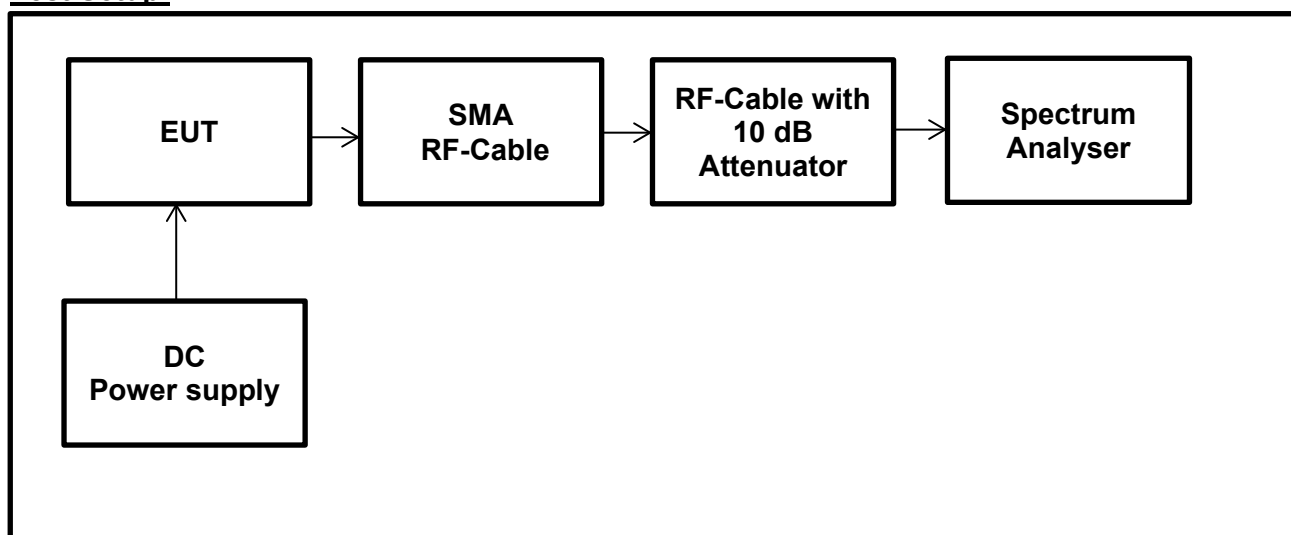 EUT
SMA
RF-Cable
RF-Cable with
10 dB
Attenuator
Spectrum
Analyser
DC
Power supply